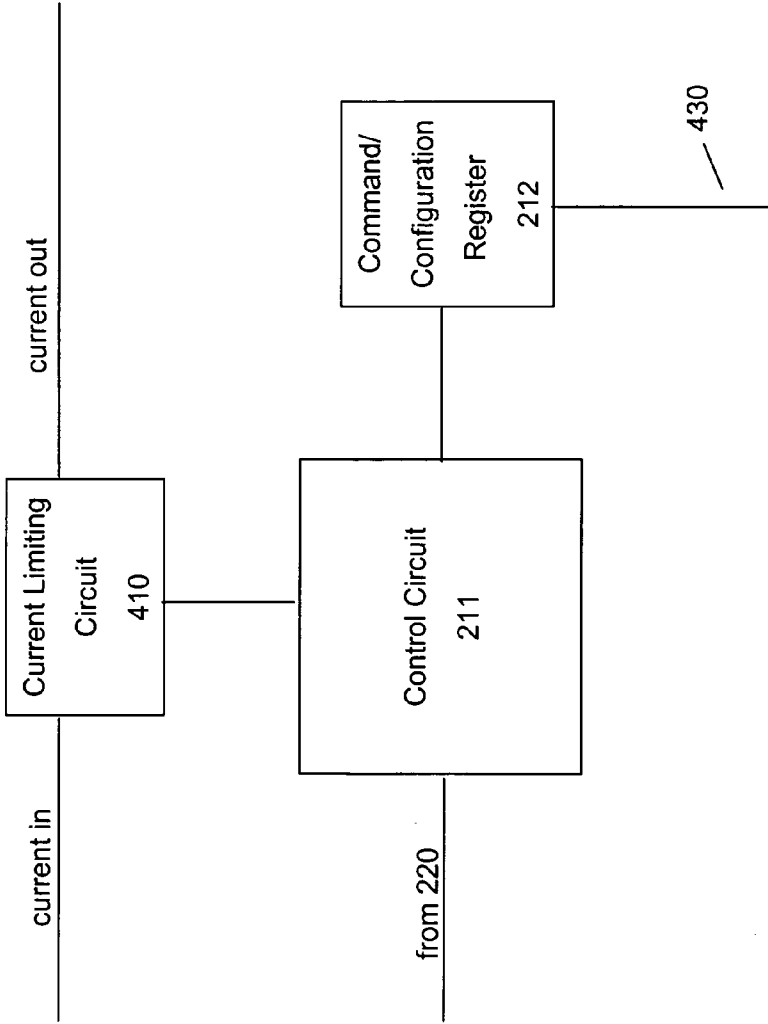 current in
Current Limiting
Circuit
410
current out
from 220
Control Circuit
211
Command/
Configuration
Register
212
430